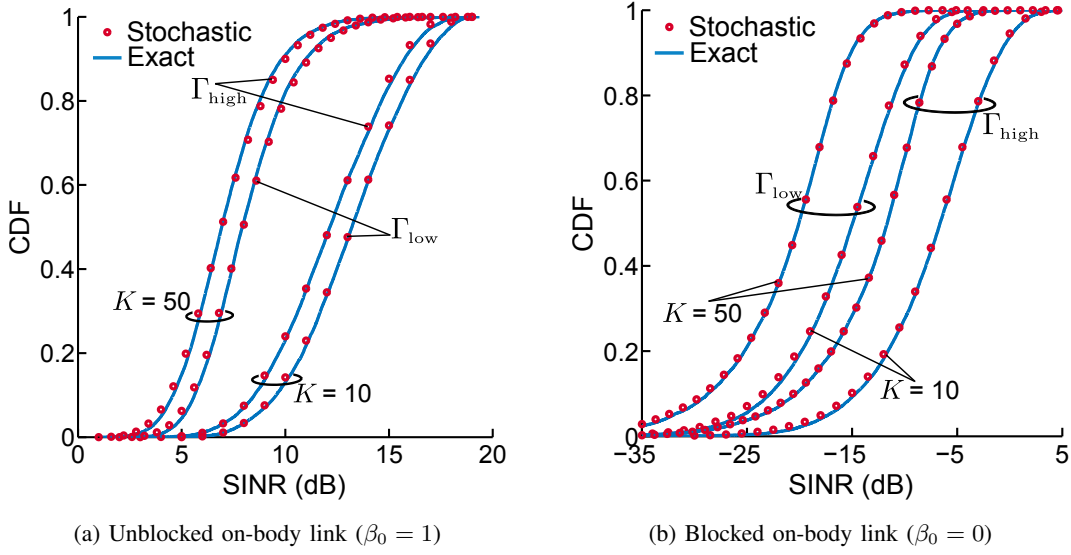 1
0.8
0.6
0.4
0.2
0
CDF
Stochastic
Exact
Γhigh
Γlow
K = 50
K = 10
0 5 10 15 20
SINR (dB)
(a) Unblocked on-body link (β0 = 1)
1
0.8
0.6
0.4
0.2
0
CDF
Stochastic
Exact
Γhigh
Γlow
K = 50
K = 10
−35 −25 −15 −5 5
SINR (dB)
(b) Blocked on-body link (β0 = 0)